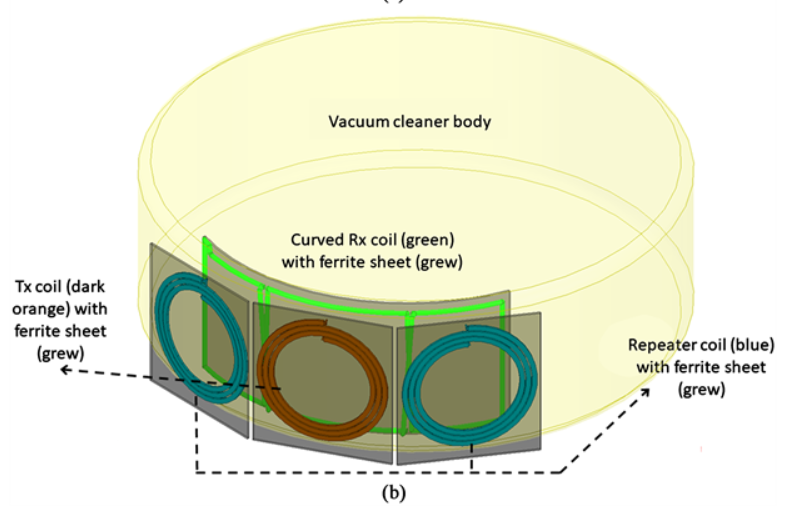 Vacuum cleaner body
Curved Rx coil (green)
with ferrite sheet (grew)
Tx coil (dark
orange) with
ferrite sheet
(grew)
Repeater coil (blue)
with ferrite sheet
(grew)
(b)